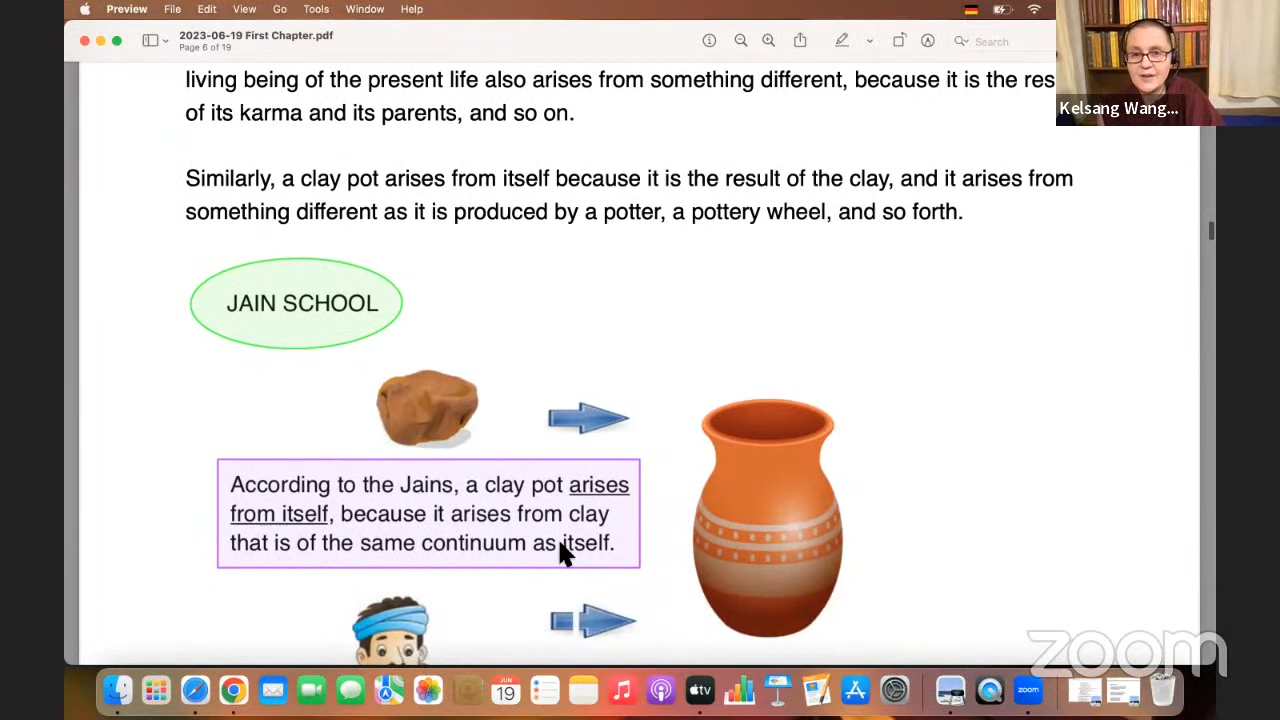 Preview File Edit View Go Tools Window Help
2023-06-19 First Chapter.pdf
Page 6 of 19
Search
Kelsang Wang...
living being of the present life also arises from something different, because it is the res
of its karma and its parents, and so on.
Similarly, a clay pot arises from itself because it is the result of the clay, and it arises from
something different as it is produced by a potter, a pottery wheel, and so forth.
JAIN SCHOOL
According to the Jains, a clay pot arises
from itself, because it arises from clay
that is of the same continuum as itself.
zoom
JUN
19
tv
zoom